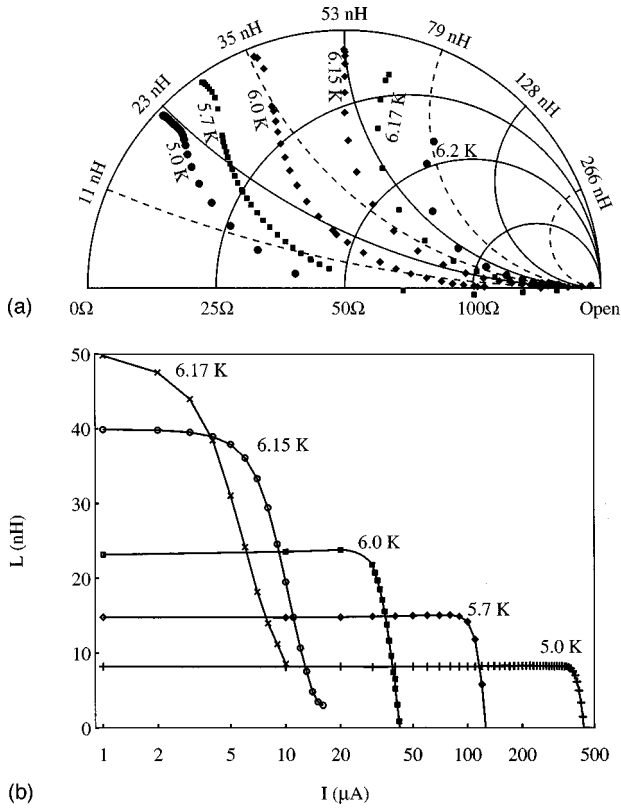 11 nH
23 nH
35 nH
53 nH
79 nH
128 nH
266 nH
5.0 K
5.7 K
6.0 K
6.15 K
6.17 K
6.2 K
(a)
0Ω 25Ω 50Ω 100Ω Open
50
40
30
20
10
0
L (nH)
6.17 K
6.15 K
6.0 K
5.7 K
5.0 K
1 2 5 10 20 50 100 200 500
(b)
I (μA)